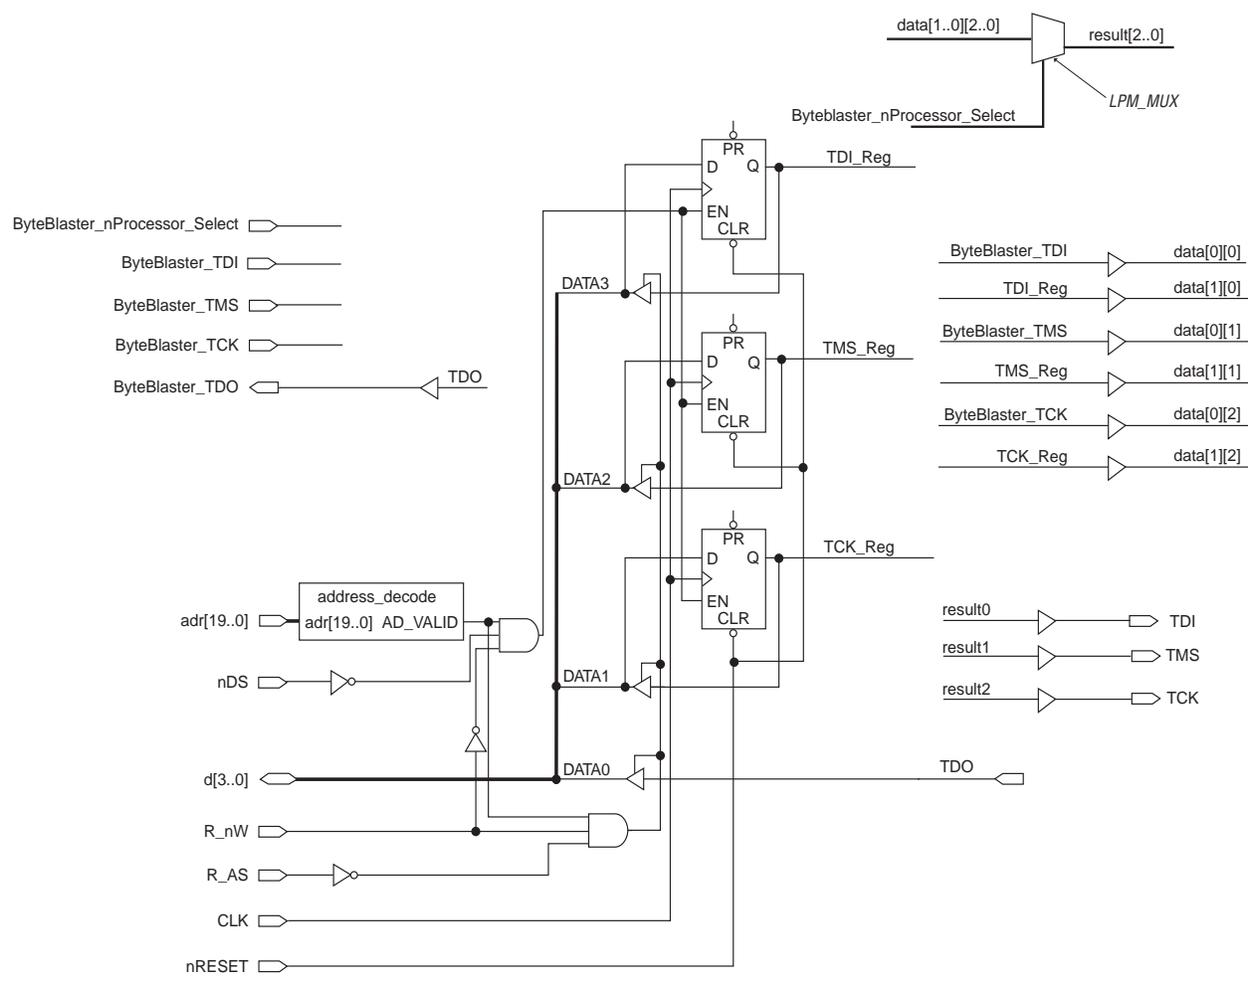 data[1..0][2..0]
result[2..0]
LPM_MUX
Byteblaster_nProcessor_Select
PR
D
Q
TDI_Reg
EN
CLR
ByteBlaster_nProcessor_Select
ByteBlaster_TDI
ByteBlaster_TMS
ByteBlaster_TCK
ByteBlaster_TDO
TDO
DATA3
PR
D
Q
TMS_Reg
EN
CLR
DATA2
PR
D
Q
TCK_Reg
EN
CLR
DATA1
DATA0
TDO
ByteBlaster_TDI
data[0][0]
TDI_Reg
data[1][0]
ByteBlaster_TMS
data[0][1]
TMS_Reg
data[1][1]
ByteBlaster_TCK
data[0][2]
TCK_Reg
data[1][2]
address_decode
adr[19..0]
adr[19..0] AD_VALID
nDS
d[3..0]
R_nW
R_AS
CLK
nRESET
result0
TDI
result1
TMS
result2
TCK